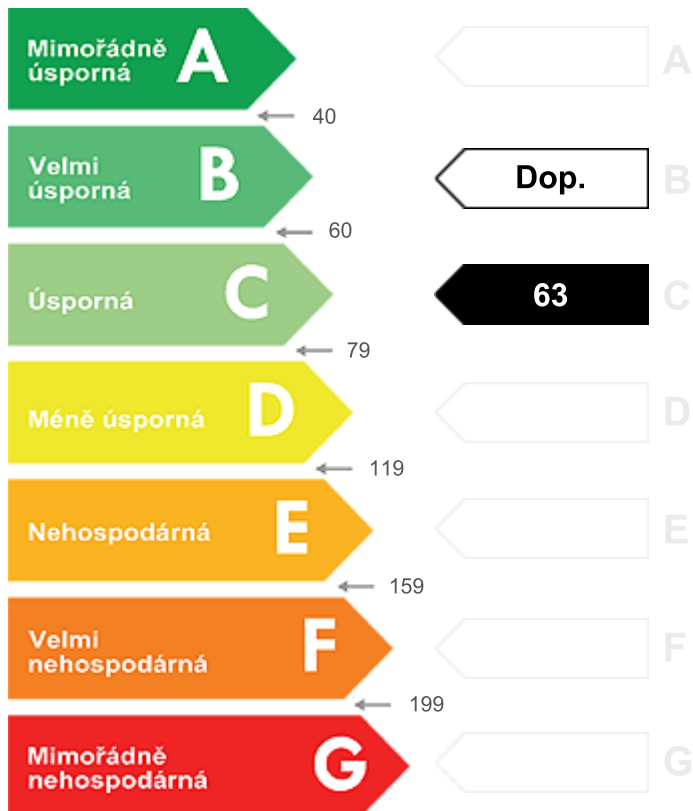 Mimořádně
úsporná
A
A
40
Velmi
úsporná
B
Dop.
B
60
Úsporná
C
63
C
79
Méně úsporná
D
D
119
Nehospodárná
E
E
159
Velmi
nehospodárná
F
F
199
Mimořádně
nehospodárná
G
G